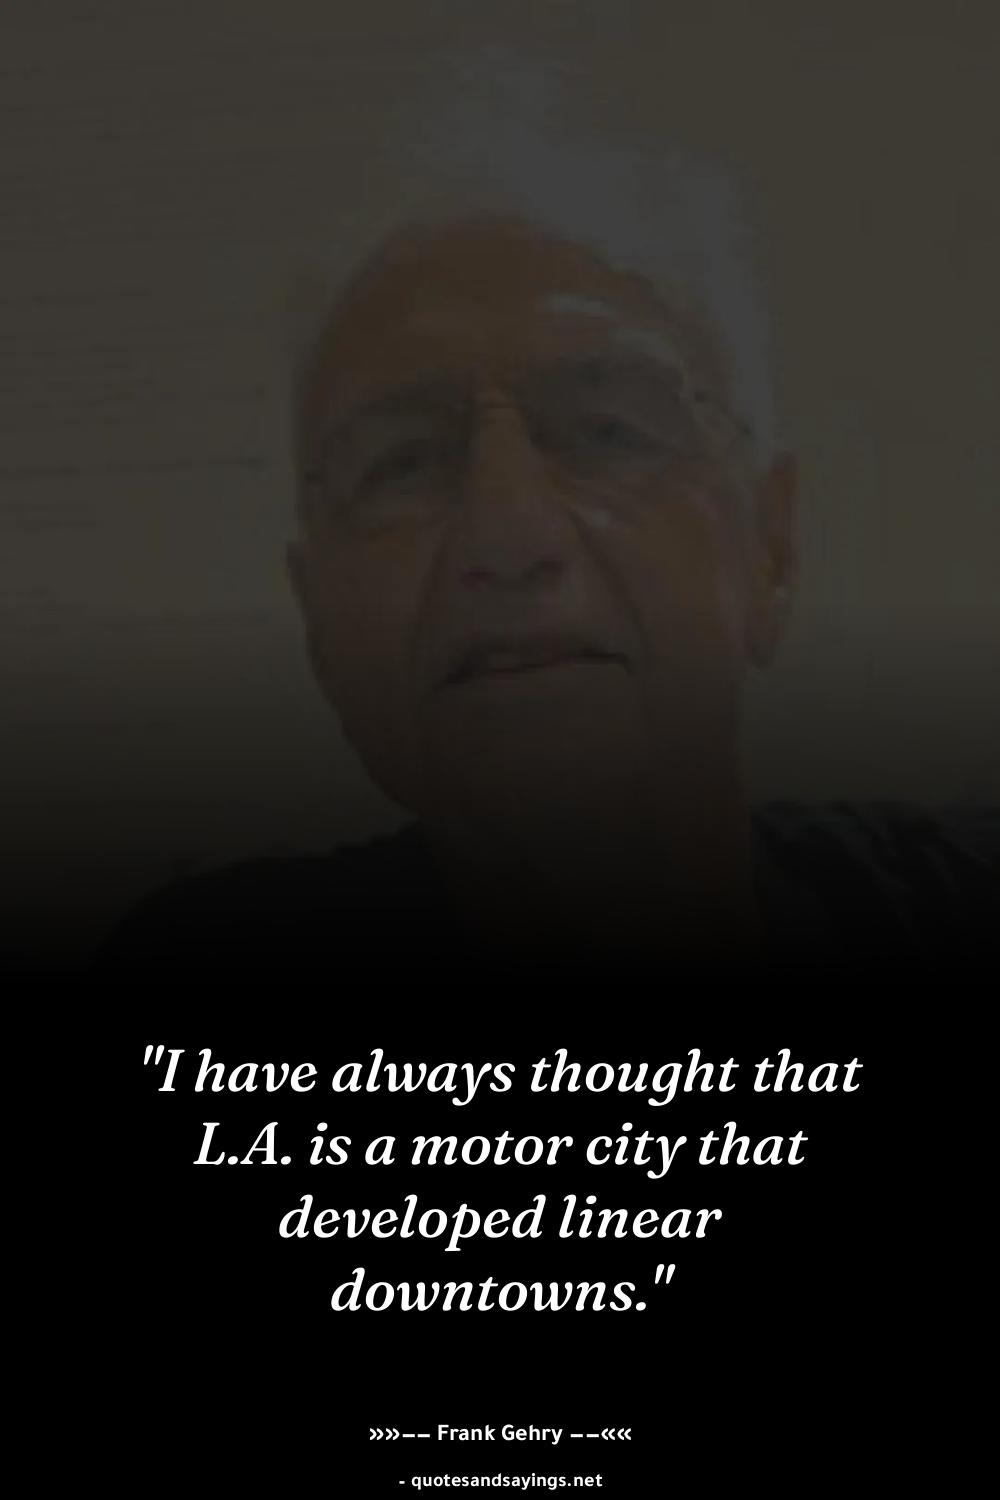 "I have always thought that
L.A. is a motor city that
developed linear
downtowns."
»»−− Frank Gehry −−««
- quotesandsayings.net